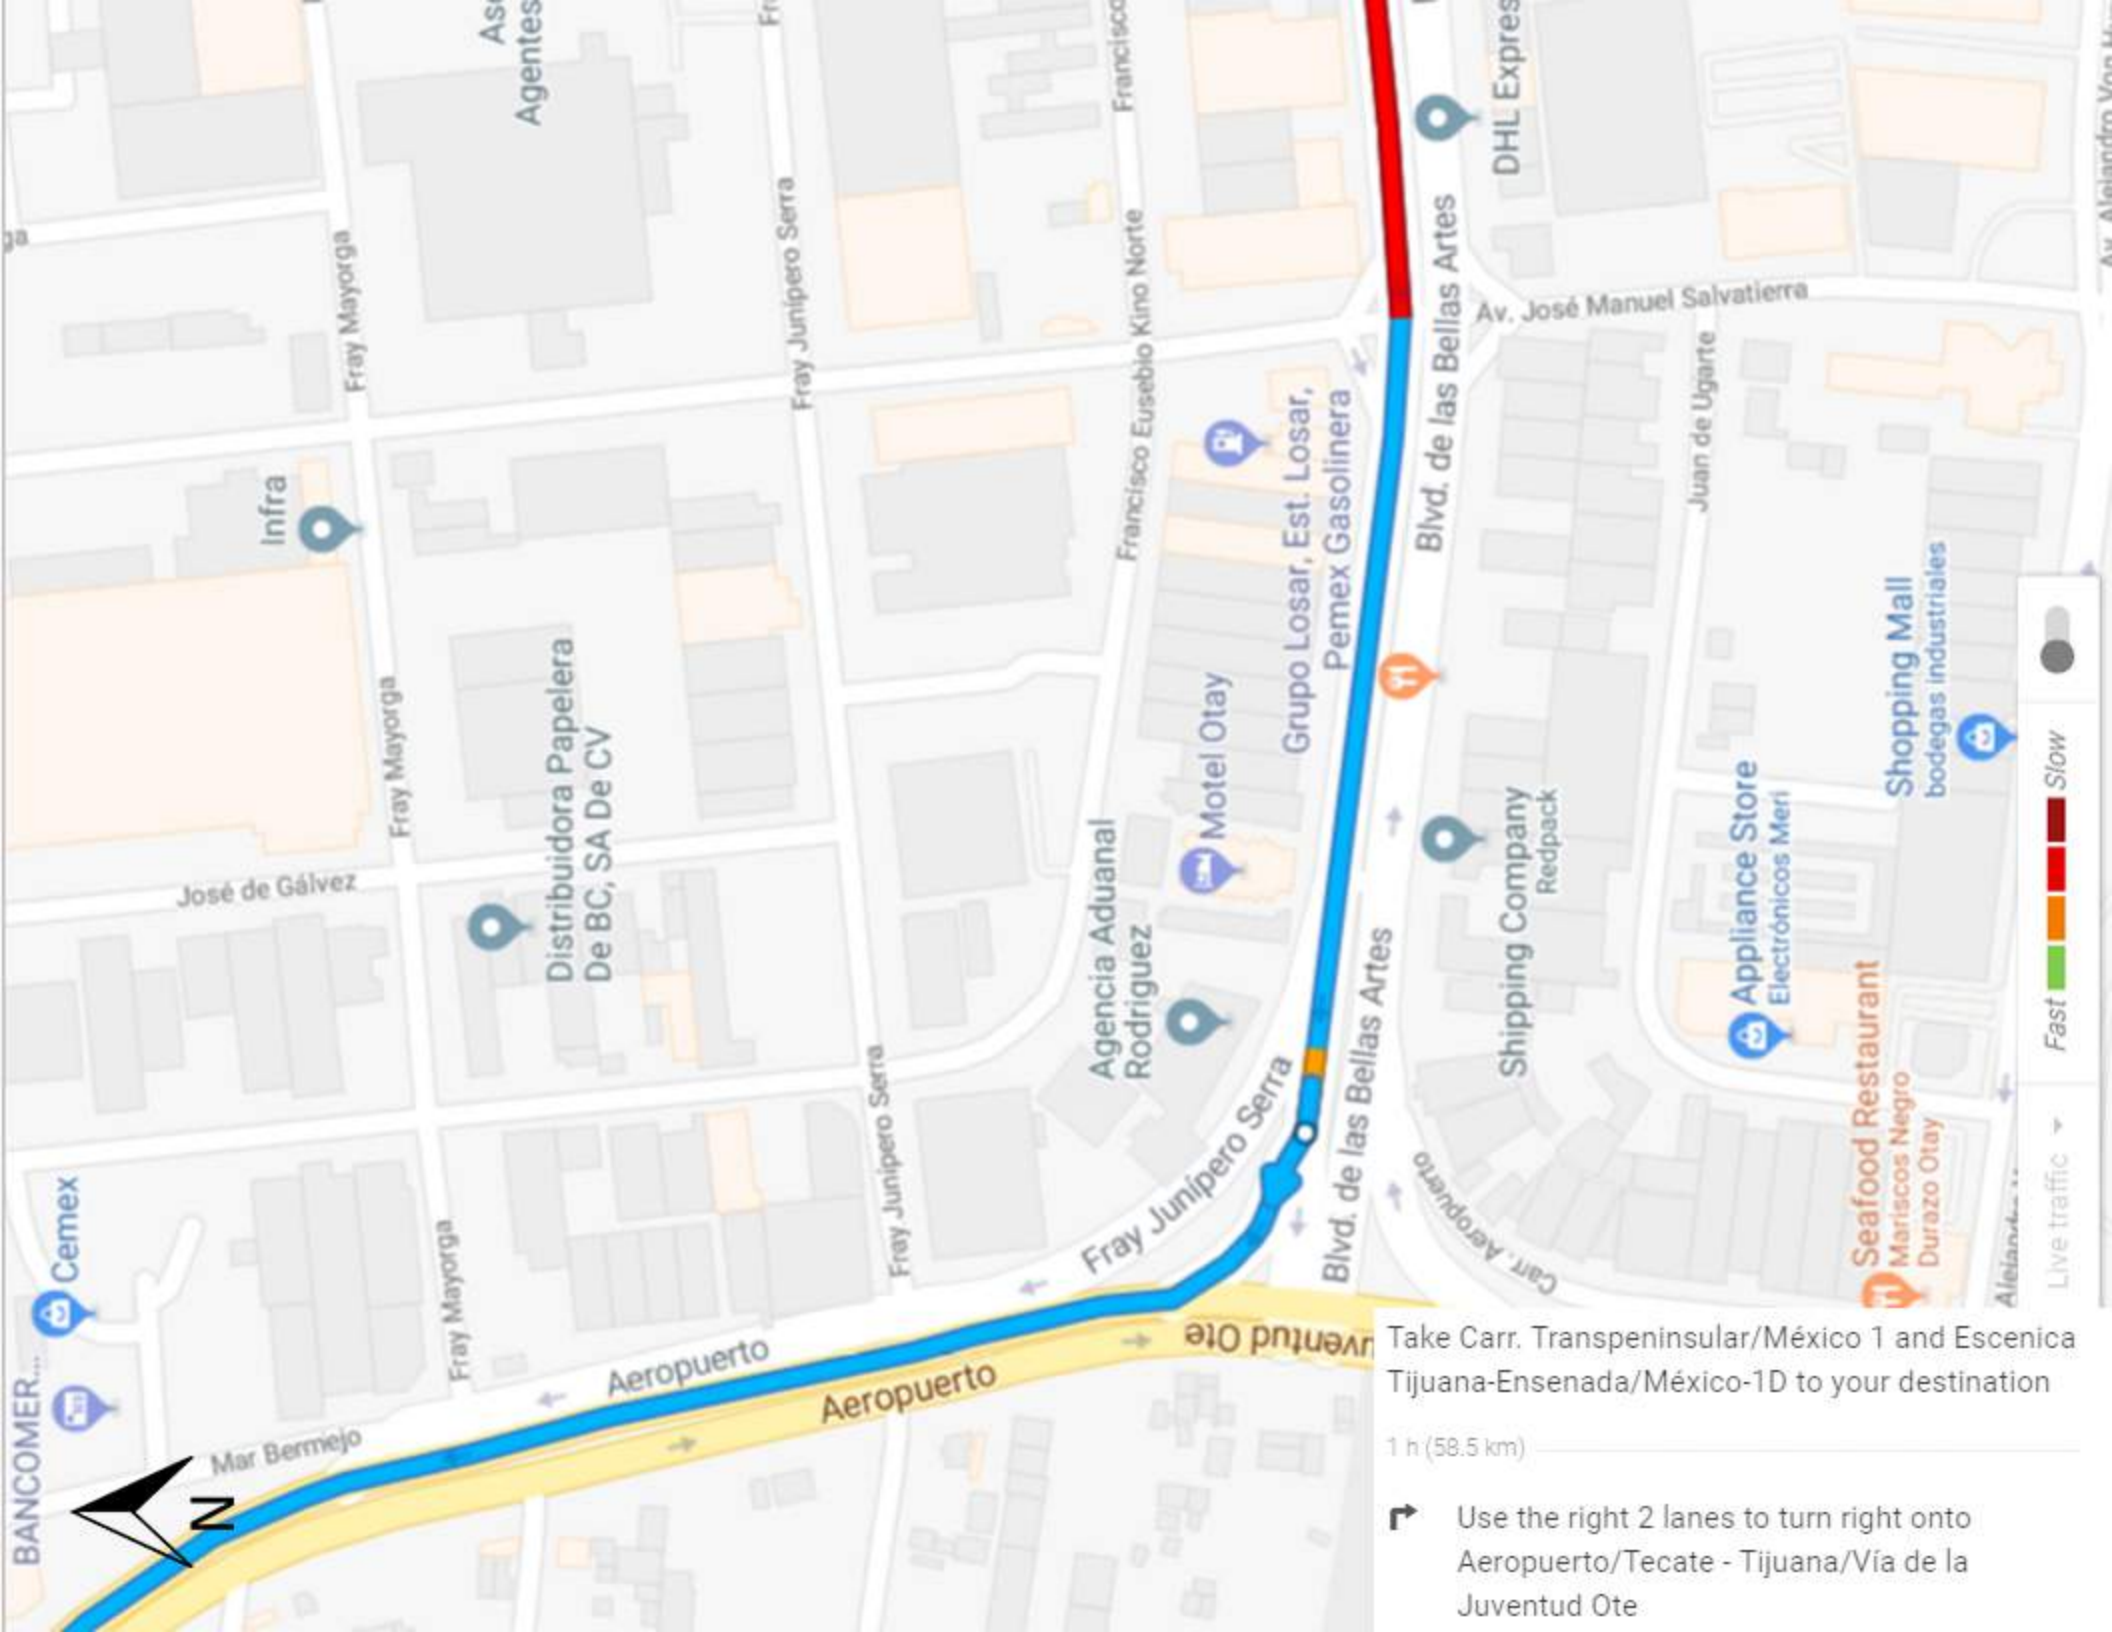 Agentes
DHL Expres
Fray Mayorga
Fray Junípero Serra
Francisco Eusebio Kino Norte
Francisco
Blvd. de las Bellas Artes
Av. José Manuel Salvatierra
Juan de Ugarte
Infra
Grupo Losar, Est. Losar,
Pemex Gasolinera
Distribuidora Papelera
De BC, SA De CV
Fray Mayorga
José de Gálvez
Motel Otay
Agencia Aduanal
Rodriguez
Shipping Company
Redpack
Appliance Store
Electrónicos Meri
Shopping Mall
bodegas industriales
Seafood Restaurant
Mariscos Negro
Durazo Otay
Blvd. de las Bellas Artes
Fray Junípero Serra
Fray Junípero Serra
Carr. Aeropuerto
Cemex
BANCOMER...
Fray Mayorga
Mar Bermejo
Aeropuerto
Aeropuerto
uventud Ote
N
Live traffic
Fast
Slow
Take Carr. Transpeninsular/México 1 and Escenica
Tijuana-Ensenada/México-1D to your destination
1 h (58.5 km)
Use the right 2 lanes to turn right onto
Aeropuerto/Tecate - Tijuana/Vía de la
Juventud Ote